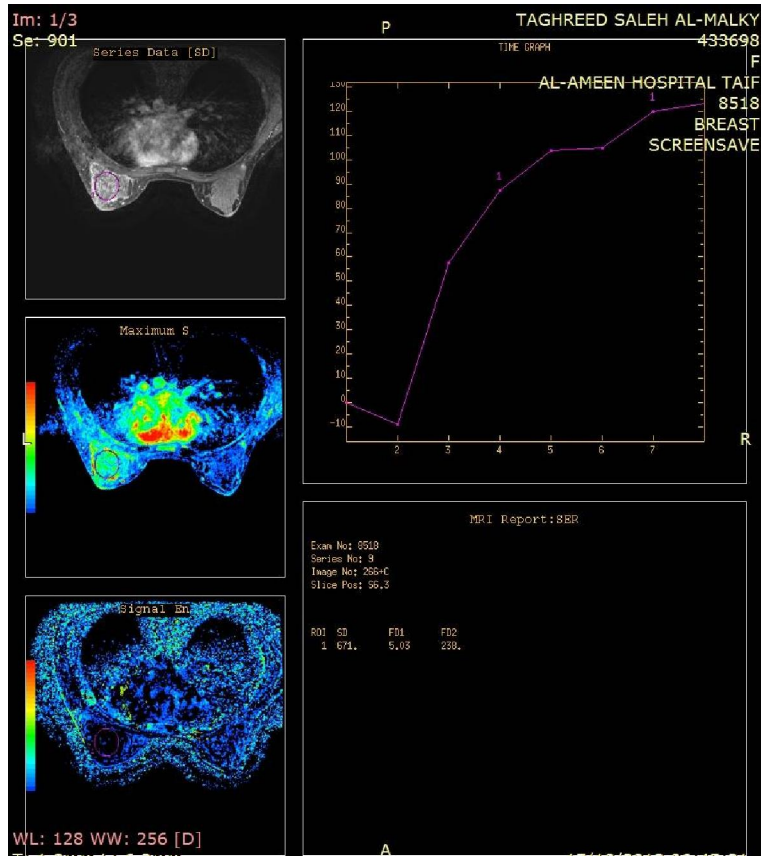 Im: 1/3
Se: 901
P
TAGHREED SALEH AL-MALKY
433698
F
AL-AMEEN HOSPITAL TAIF
8518
BREAST
SCREENSAVE
Series Data [SD]
TIME GRAPH
130
120
110
100
90
80
70
60
50
40
30
20
10
0
-10
1
1
2
3
4
5
6
7
Maximum S
L
R
MRI Report:SER
Exam No: 8518
Series No: 9
Image No: 266+C
Slice Pos: S6.3
ROI SD FD1 FD2
1 671. 5.03 238.
Signal En
WL: 128 WW: 256 [D]
A